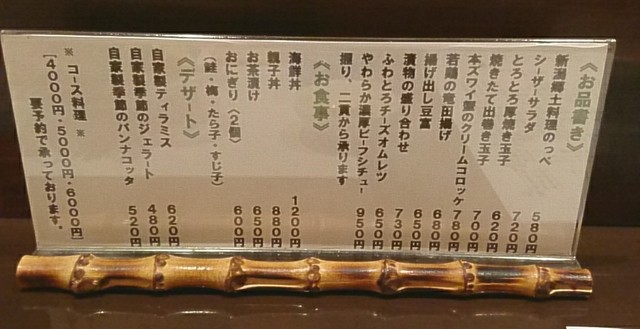 《お品書き》
新潟郷土料理のっぺ 580円
シーザーサラダ 720円
とろとろ厚焼き玉子 620円
焼きたて出し巻き玉子 700円
本ズワイ蟹のクリームコロッケ 780円
若鶏の竜田揚げ 680円
揚げ出し豆富 650円
漬物の盛り合わせ 730円
ふわとろチーズオムレツ 650円
やわらか濃厚ビーフシチュー 950円
握り、二貫から承ります
《お食事》
海鮮丼 1200円
親子丼 880円
お茶漬け 650円
おにぎり〈2個〉 600円
(鮭・梅・たら子・すじ子)
《デザート》
自家製ティラミス 620円
自家製季節のジェラート 480円
自家製季節のパンナコッタ 520円
※ コース料理 ※
[4000円・5000円・6000円]
要予約で承っております。